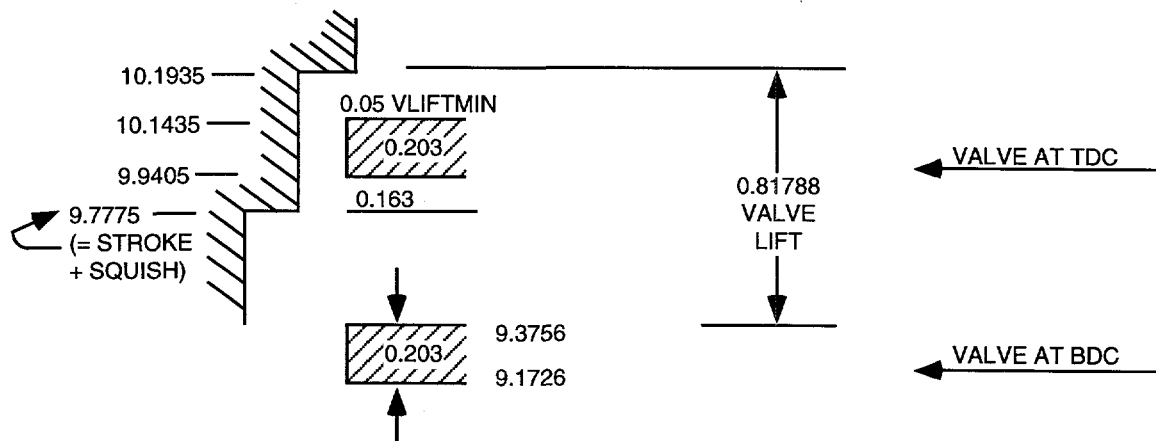 10.1935
0.05 VLIFTMIN
10.1435
0.203
VALVE AT TDC
9.9405
0.163
0.81788
VALVE
LIFT
9.7775
(= STROKE
+ SQUISH)
9.3756
0.203
9.1726
VALVE AT BDC